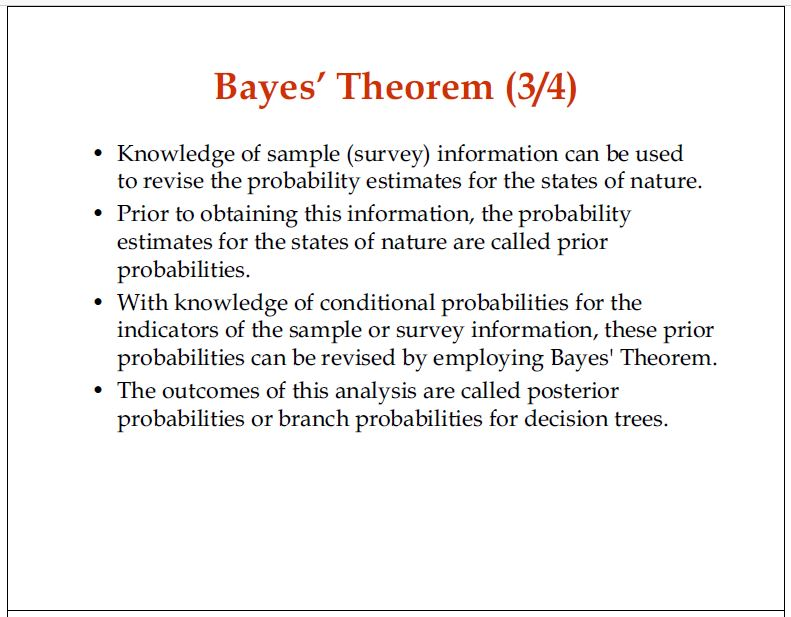 Bayes’ Theorem (3/4)
• Knowledge of sample (survey) information can be used
to revise the probability estimates for the states of nature.
• Prior to obtaining this information, the probability
estimates for the states of nature are called prior
probabilities.
• With knowledge of conditional probabilities for the
indicators of the sample or survey information, these prior
probabilities can be revised by employing Bayes' Theorem.
• The outcomes of this analysis are called posterior
probabilities or branch probabilities for decision trees.